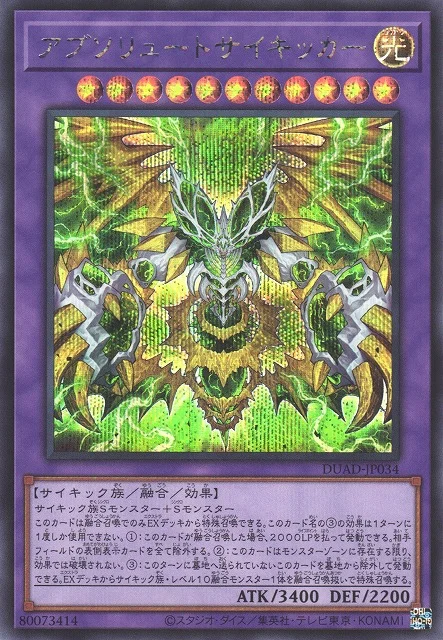 アブソリュートサイキッカー
光
DUAD-JP034
【サイキック族／融合／効果】
サイキック族Sモンスター＋Sモンスター
このカードは融合召喚でのみEXデッキから特殊召喚できる。このカード名の③の効果は1ターンに
1度しか使用できない。①：このカードが融合召喚した場合、2000LPを払って発動できる。相手
フィールドの表側表示カードを全て除外する。②：このカードはモンスターゾーンに存在する限り、
効果では破壊されない。③：このターンに墓地へ送られていないこのカードを墓地から除外して発動
できる。EXデッキからサイキック族・レベル10融合モンスター1体を融合召喚扱いで特殊召喚する。
ATK/3400 DEF/2200
80073414
©スタジオ・ダイス／集英社・テレビ東京・KONAMI